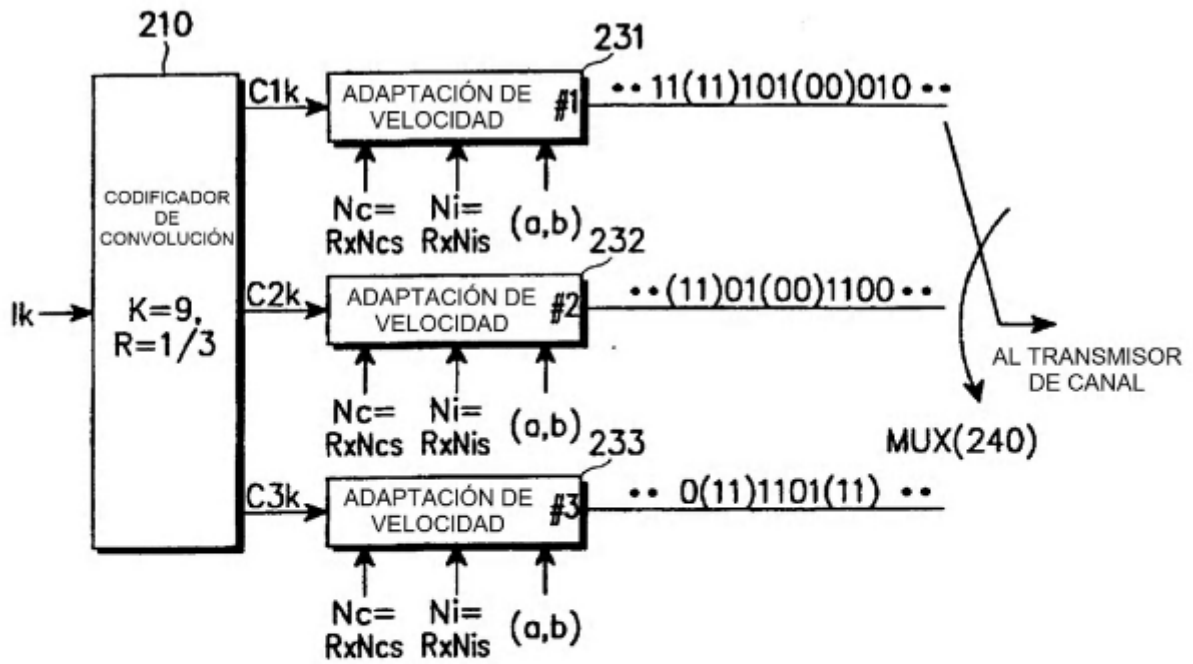 210
CODIFICADOR
DE
CONVOLUCIÓN
K=9,
R=1/3
Ik
C1k
231
ADAPTACIÓN DE
VELOCIDAD
#1
•• 11(11)101(00)010 ••
Nc=
RxNcs
Ni=
RxNis
(a,b)
C2k
232
ADAPTACIÓN DE
VELOCIDAD
#2
••(11)01(00)1100 ••
Nc=
RxNcs
Ni=
RxNis
(a,b)
C3k
233
ADAPTACIÓN DE
VELOCIDAD
#3
•• 0(11)1101(11) ••
Nc=
RxNcs
Ni=
RxNis
(a,b)
AL TRANSMISOR
DE CANAL
MUX(240)